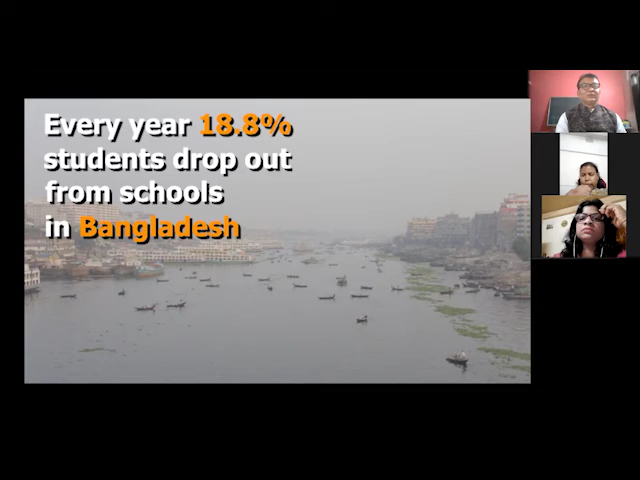 Every year 18.8%
students drop out
from schools
in Bangladesh